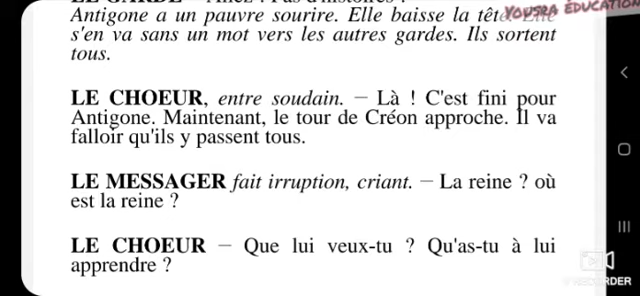 Antigone a un pauvre sourire. Elle baisse la tête.
YOUSRA ÉDUCATION
s'en va sans un mot vers les autres gardes. Ils sortent
tous.
LE CHOEUR, entre soudain. – Là ! C'est fini pour
Antigone. Maintenant, le tour de Créon approche. Il va
falloir qu'ils y passent tous.
LE MESSAGER fait irruption, criant. – La reine ? où
est la reine ?
LE CHOEUR – Que lui veux-tu ? Qu'as-tu à lui
apprendre ?